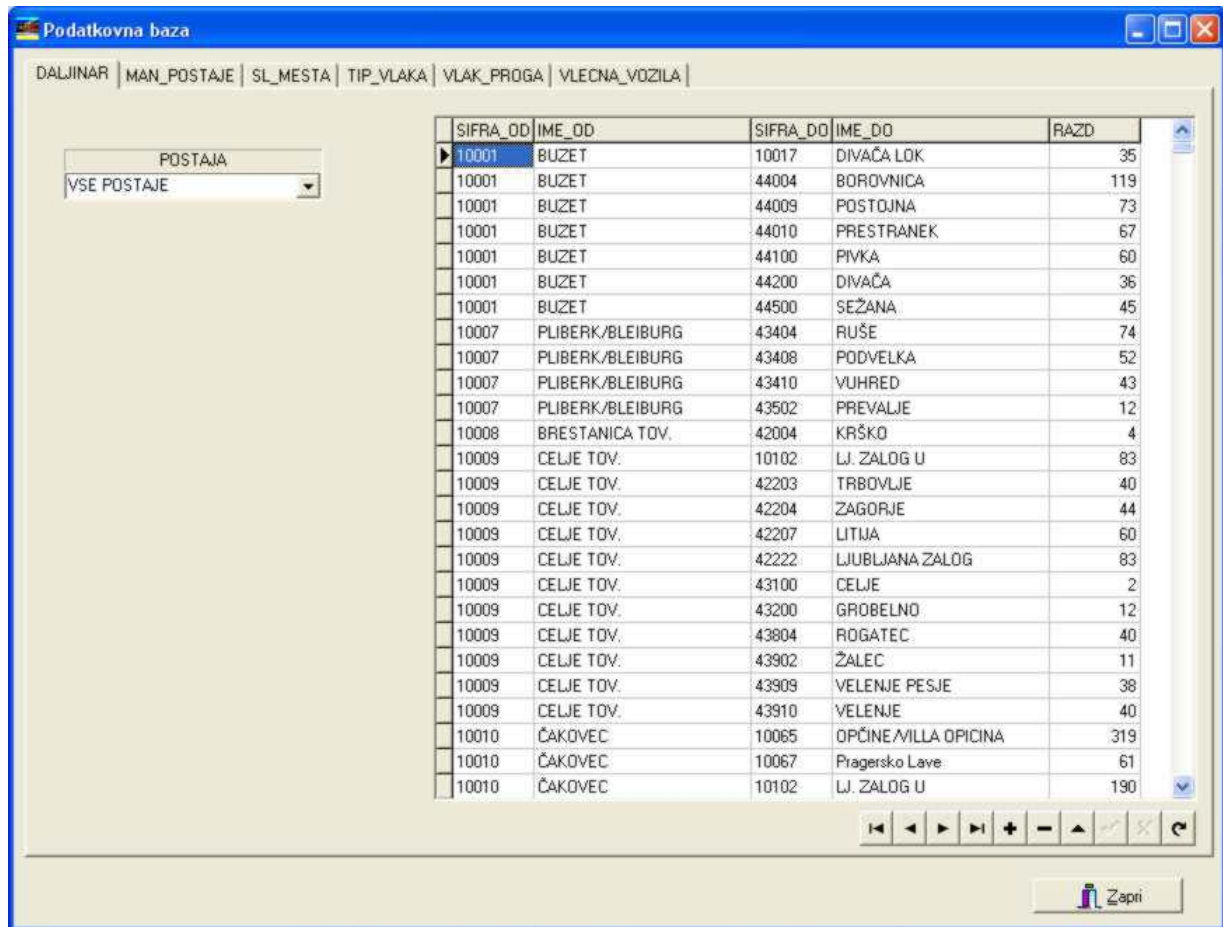 Podatkovna baza
DALJINAR MAN_POSTAJE SL_MESTA TIP_VLAKA VLAK_PROGA VLECNA_VOZILA
POSTAJA
VSE POSTAJE
SIFRA_OD IME_OD SIFRA_DO IME_DO RAZD
10001 BUZET 10017 DIVAČA LOK 35
10001 BUZET 44004 BOROVNICA 119
10001 BUZET 44009 POSTOJNA 73
10001 BUZET 44010 PRESTRANEK 67
10001 BUZET 44100 PIVKA 60
10001 BUZET 44200 DIVAČA 36
10001 BUZET 44500 SEŽANA 45
10007 PLIBERK/BLEIBURG 43404 RUŠE 74
10007 PLIBERK/BLEIBURG 43408 PODVELKA 52
10007 PLIBERK/BLEIBURG 43410 VUHRED 43
10007 PLIBERK/BLEIBURG 43502 PREVALJE 12
10008 BRESTANICA TOV. 42004 KRŠKO 4
10009 CELJE TOV. 10102 LJ. ZALOG U 83
10009 CELJE TOV. 42203 TRBOVLJE 40
10009 CELJE TOV. 42204 ZAGORJE 44
10009 CELJE TOV. 42207 LITIJA 60
10009 CELJE TOV. 42222 LJUBLJANA ZALOG 83
10009 CELJE TOV. 43100 CELJE 2
10009 CELJE TOV. 43200 GROBELNO 12
10009 CELJE TOV. 43804 ROGATEC 40
10009 CELJE TOV. 43902 ŽALEC 11
10009 CELJE TOV. 43909 VELENJE PESJE 38
10009 CELJE TOV. 43910 VELENJE 40
10010 ČAKOVEC 10065 OPČINE/VILLA OPICINA 319
10010 ČAKOVEC 10067 Pragersko Lave 61
10010 ČAKOVEC 10102 LJ. ZALOG U 190
Zapri